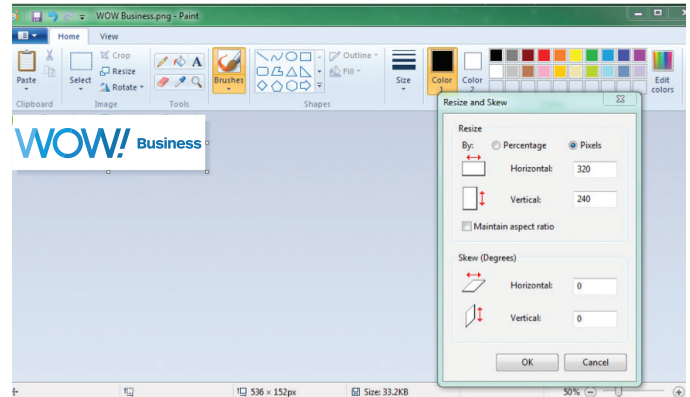 WOW Business.png - Paint
Home View
Paste
Select
Crop
Resize
Rotate
A
Brushes
Outline
Fill
Size
Color 1
Color 2
Edit colors
Clipboard Image Tools Shapes
WOW! Business
Resize and Skew
Resize
By: Percentage Pixels
Horizontal: 320
Vertical: 240
Maintain aspect ratio
Skew (Degrees)
Horizontal: 0
Vertical: 0
OK Cancel
536 × 152px Size: 33.2KB 50%